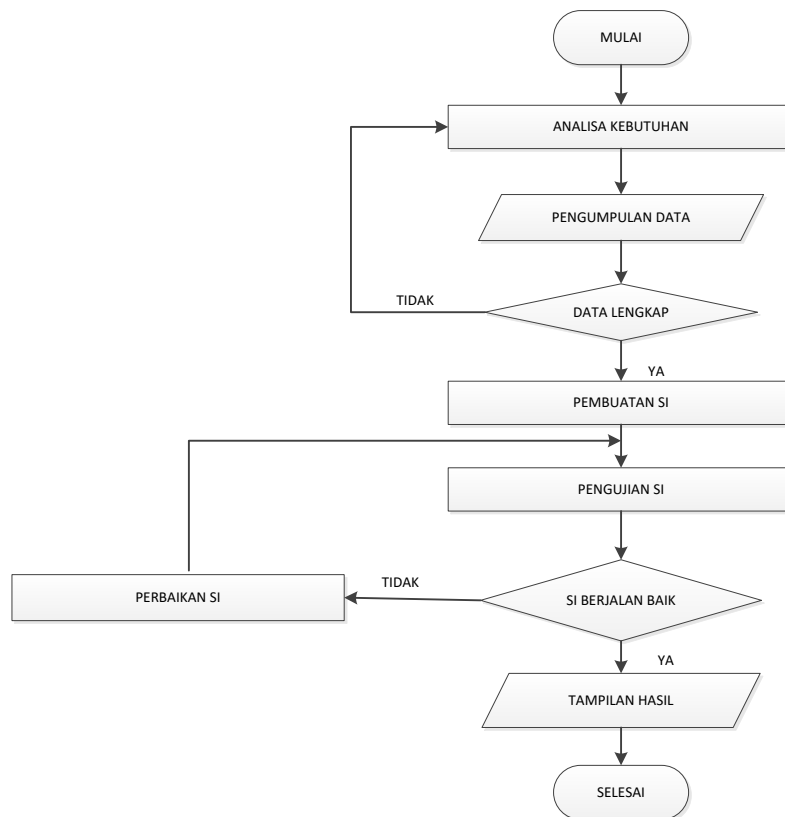 MULAI
ANALISA KEBUTUHAN
PENGUMPULAN DATA
TIDAK
DATA LENGKAP
YA
PEMBUATAN SI
PENGUJIAN SI
TIDAK
PERBAIKAN SI
SI BERJALAN BAIK
YA
TAMPILAN HASIL
SELESAI